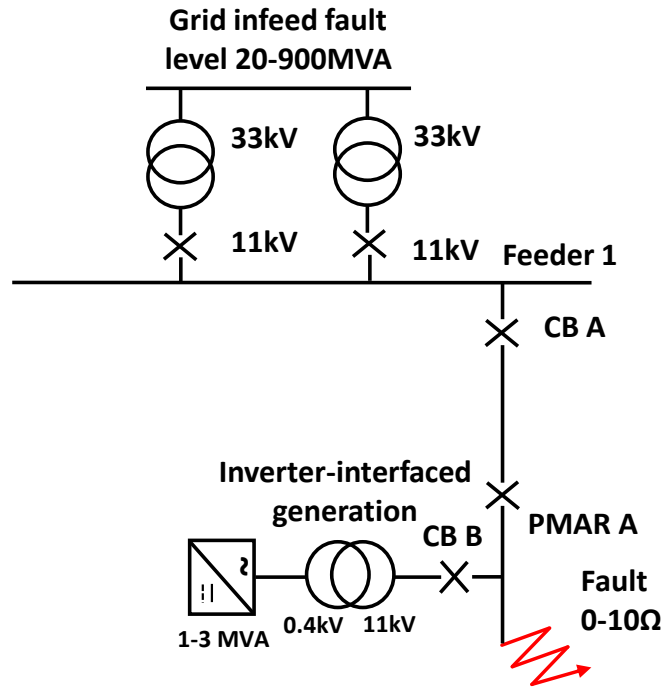 Grid infeed fault
level 20-900MVA
33kV
33kV
11kV
11kV
Feeder 1
CB A
Inverter-interfaced
generation
CB B
PMAR A
Fault
0-10Ω
~
1-3 MVA
0.4kV
11kV